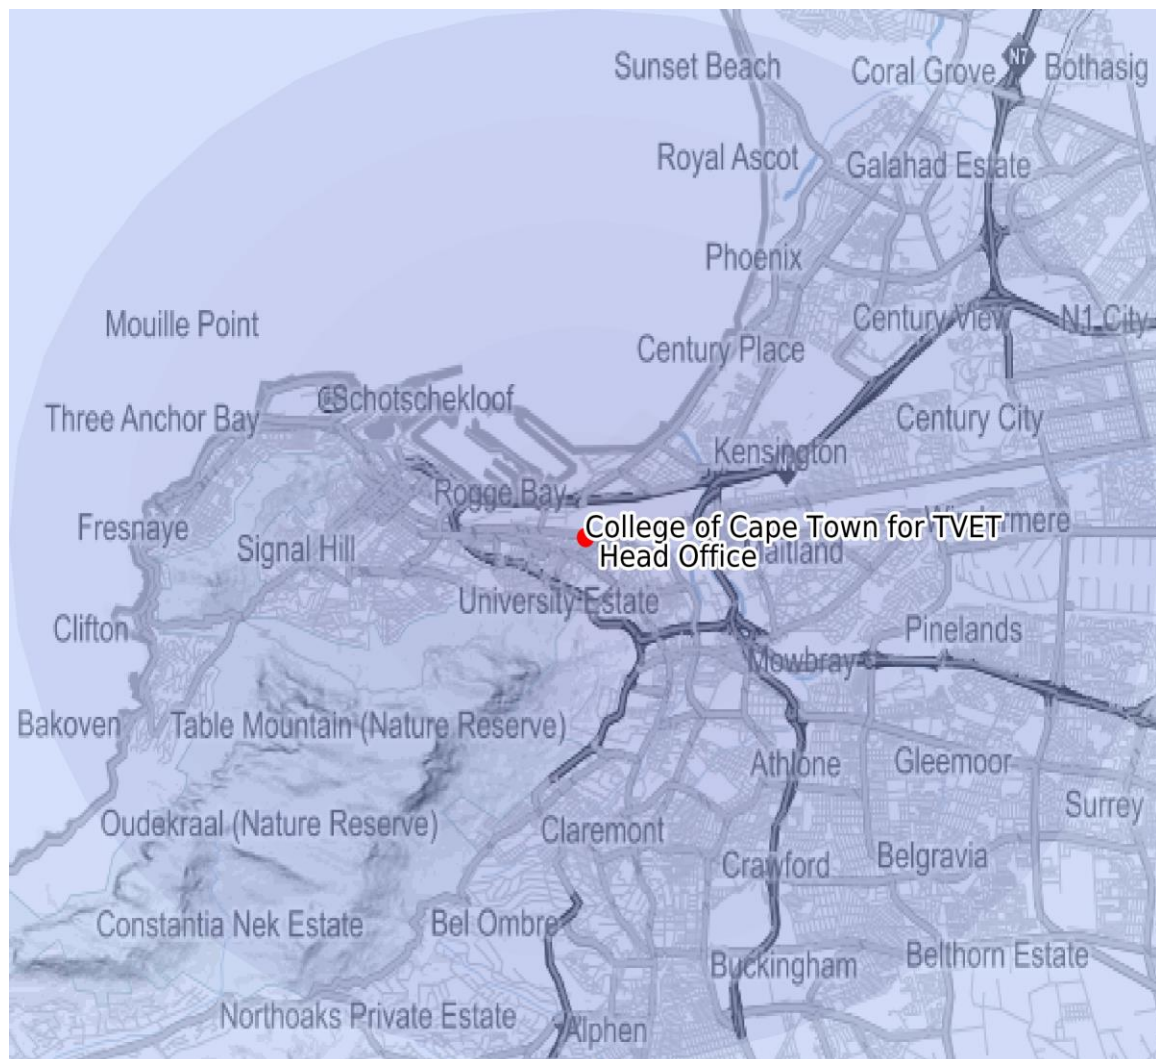 Sunset Beach
Coral Grove
N7
Bothasig
Royal Ascot
Galahad Estate
Phoenix
Mouille Point
Century View
N1 City
Century Place
Schotschekloof
Three Anchor Bay
Century City
Kensington
Rogge Bay
Fresnaye
College of Cape Town for TVET
Head Office
Signal Hill
University Estate
Clifton
Pinelands
Mowbray
Bakoven
Table Mountain (Nature Reserve)
Athlone
Gleemoor
Surrey
Oudekraal (Nature Reserve)
Claremont
Crawford
Belgravia
Constantia Nek Estate
Bel Ombre
Buckingham
Belthorn Estate
Northoaks Private Estate
Alphen